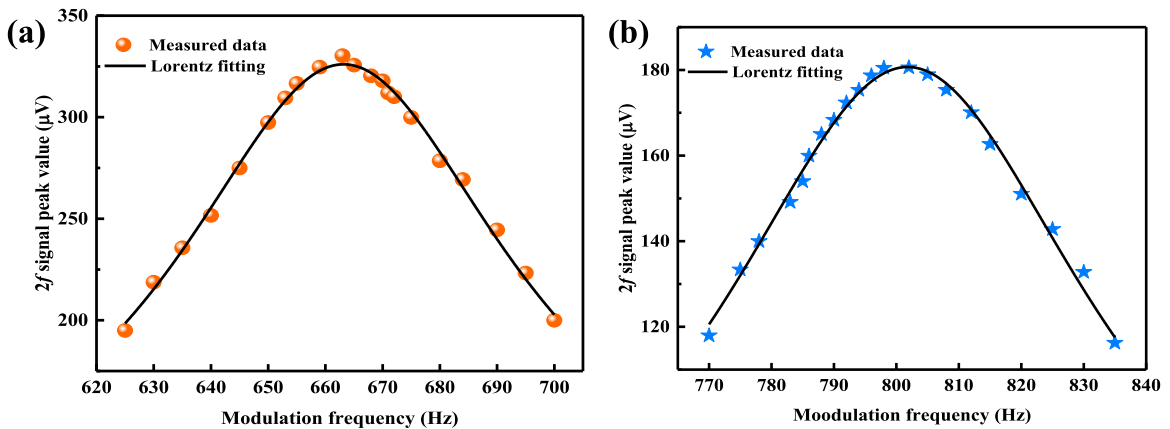 (a)
350
300
250
200
2f signal peak value (μV)
Measured data
Lorentz fitting
620 630 640 650 660 670 680 690 700
Modulation frequency (Hz)
(b)
180
160
140
120
2f signal peak value (μV)
Measured data
Lorentz fitting
770 780 790 800 810 820 830 840
Moodulation frequency (Hz)